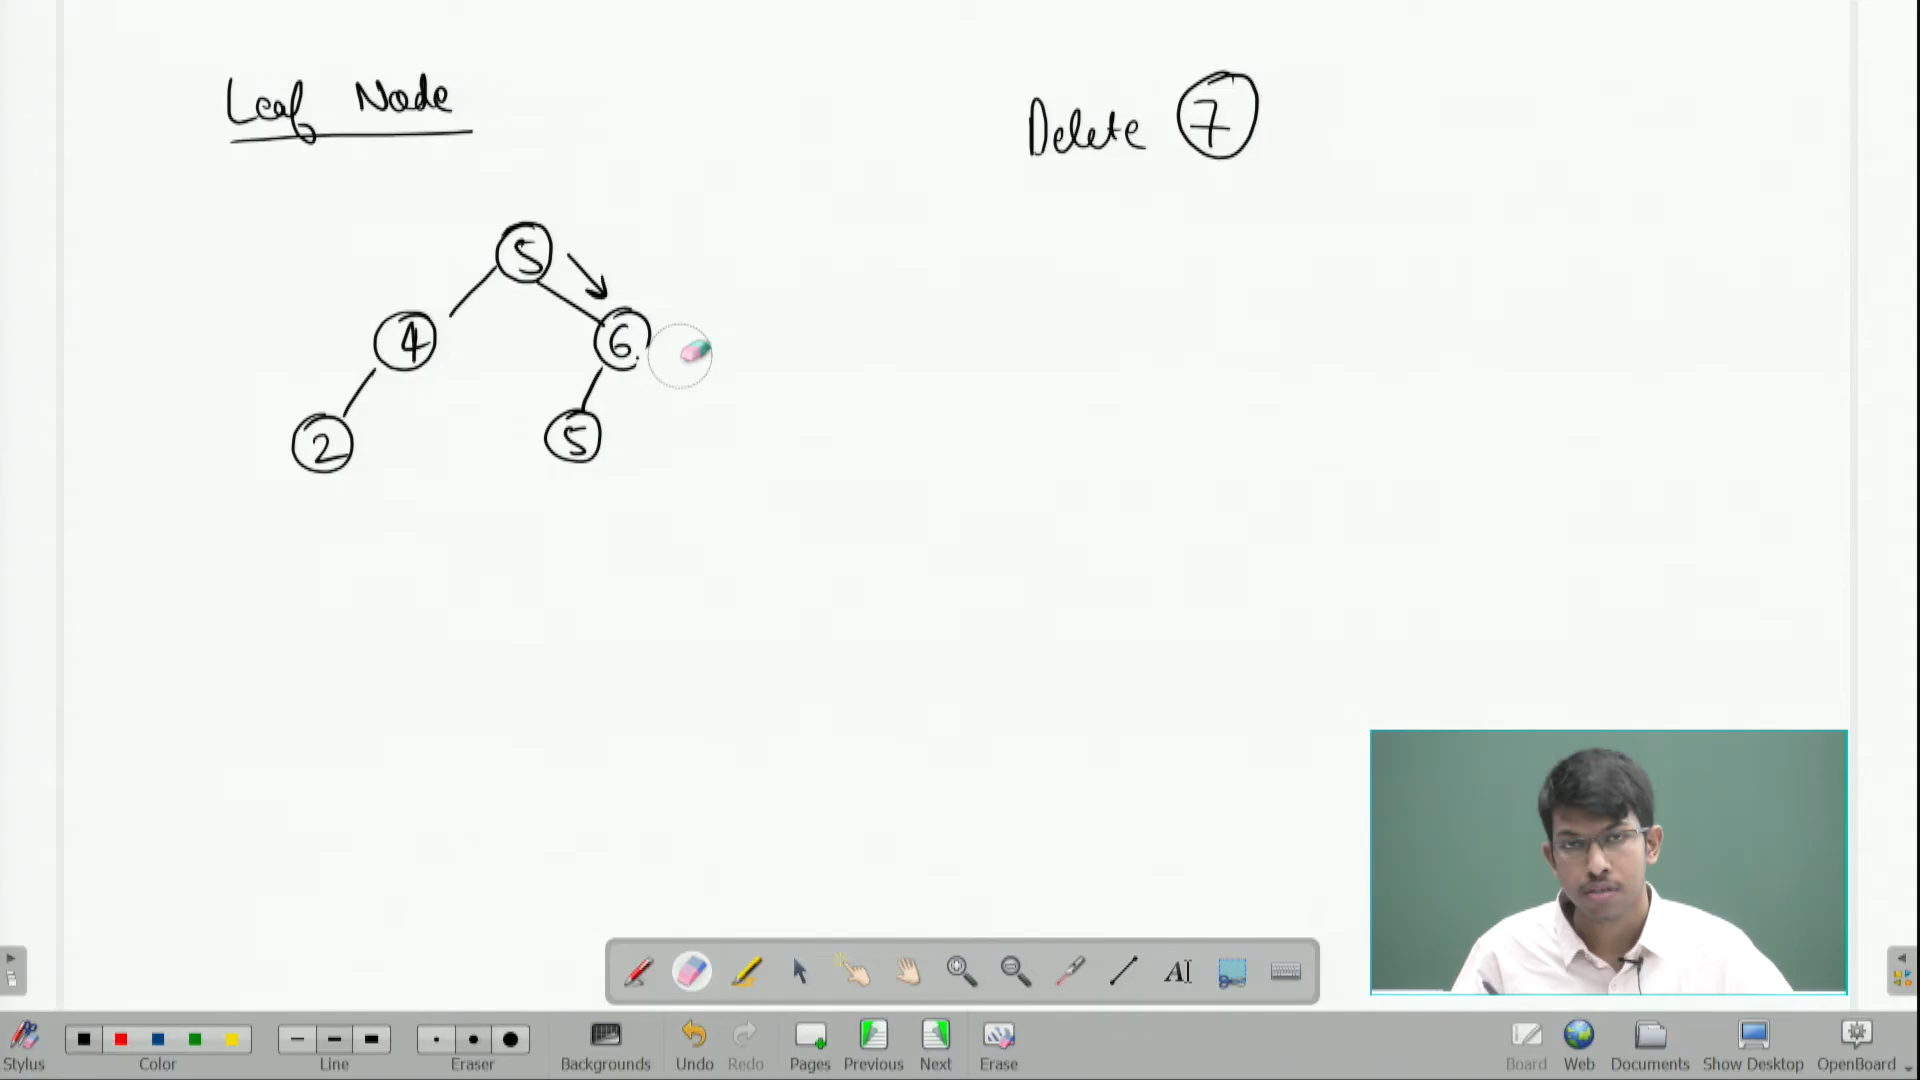 Leaf Node
Delete 7
5
4
6
2
5
Stylus
Color
Line
Eraser
Backgrounds
Undo
Redo
Pages
Previous
Next
Erase
Board
Web
Documents
Show Desktop
OpenBoard